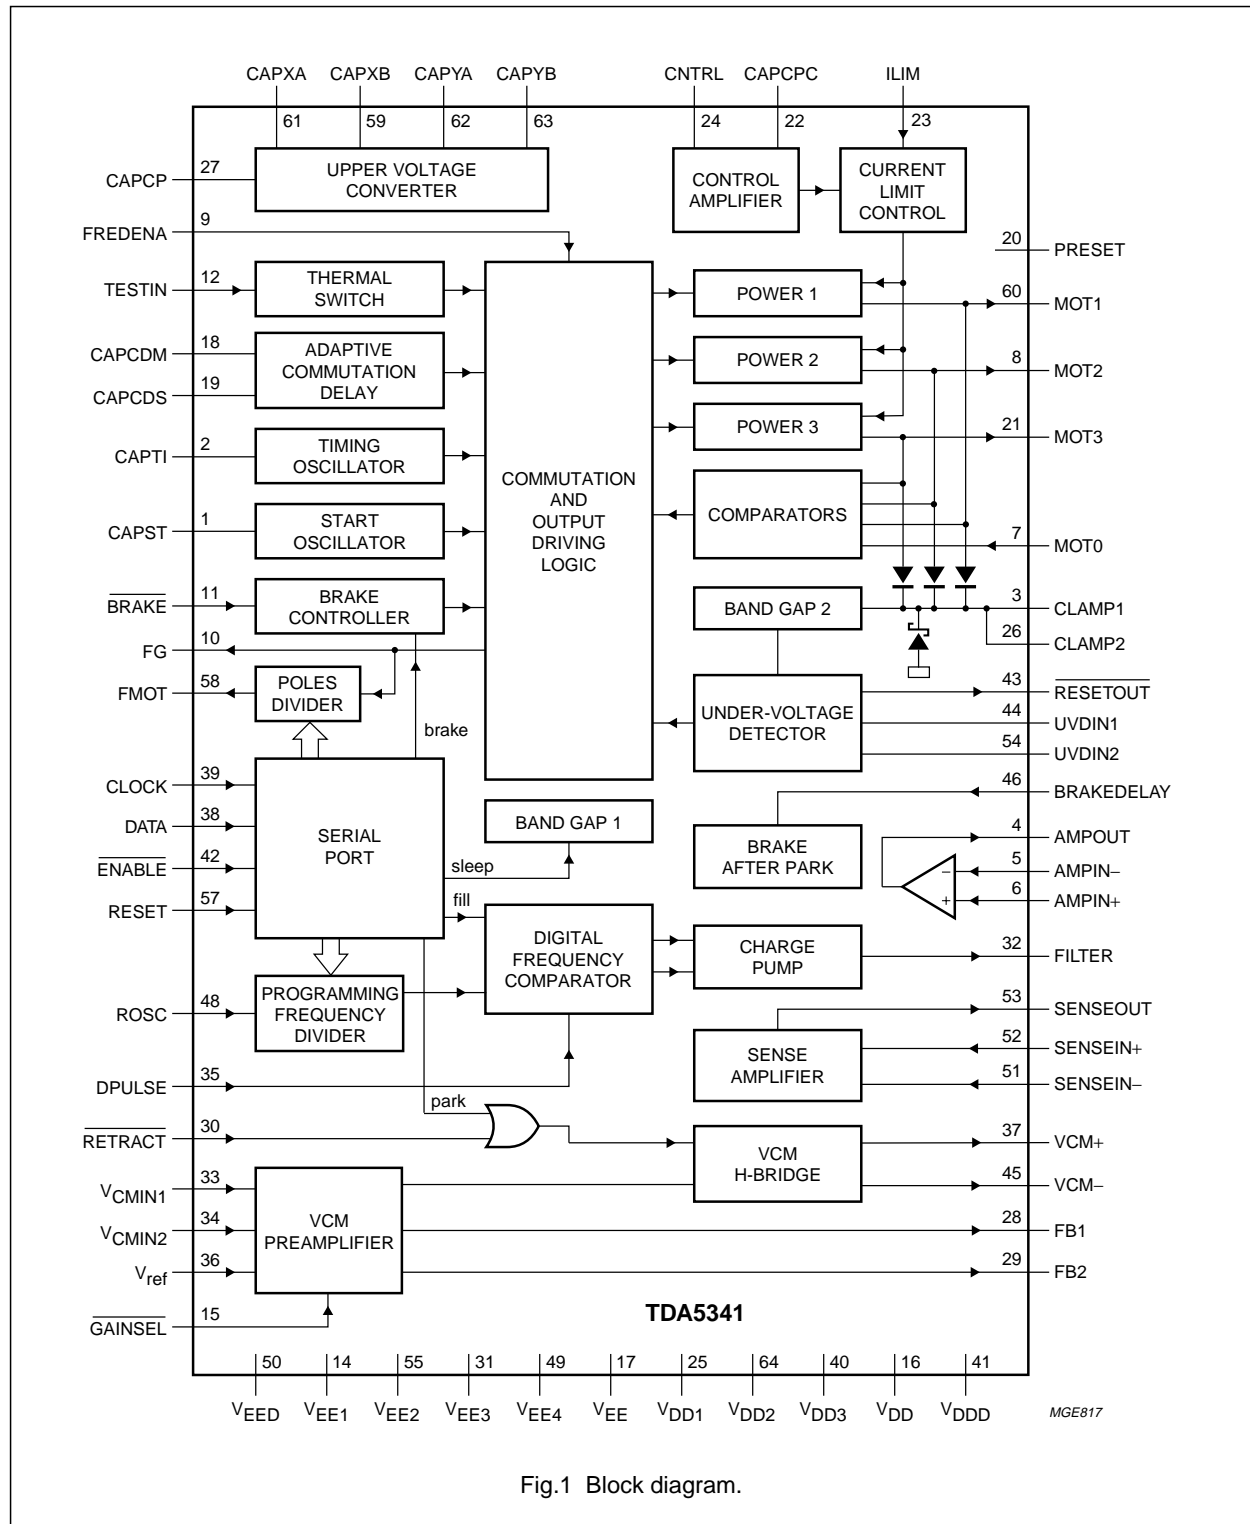 CAPXA CAPXB CAPYA CAPYB CNTRL CAPCPC ILIM
61 59 62 63 24 22 23
CAPCP 27
UPPER VOLTAGE
CONVERTER
CONTROL
AMPLIFIER
CURRENT
LIMIT
CONTROL
FREDENA 9
20 PRESET
TESTIN 12
THERMAL
SWITCH
POWER 1
60 MOT1
CAPCDM 18
CAPCDS 19
ADAPTIVE
COMMUTATION
DELAY
POWER 2
8 MOT2
POWER 3
21 MOT3
CAPTI 2
TIMING
OSCILLATOR
COMMUTATION
AND
OUTPUT
DRIVING
LOGIC
COMPARATORS
7 MOT0
CAPST 1
START
OSCILLATOR
BRAKE 11
BRAKE
CONTROLLER
BAND GAP 2
3 CLAMP1
26 CLAMP2
FG 10
FMOT 58
POLES
DIVIDER
brake
UNDER-VOLTAGE
DETECTOR
43 RESETOUT
44 UVDIN1
54 UVDIN2
CLOCK 39
DATA 38
ENABLE 42
RESET 57
SERIAL
PORT
BAND GAP 1
sleep
fill
46 BRAKEDELAY
BRAKE
AFTER PARK
4 AMPOUT
5 AMPIN−
6 AMPIN+
−
+
DIGITAL
FREQUENCY
COMPARATOR
CHARGE
PUMP
32 FILTER
ROSC 48
PROGRAMMING
FREQUENCY
DIVIDER
53 SENSEOUT
52 SENSEIN+
51 SENSEIN−
SENSE
AMPLIFIER
DPULSE 35
park
RETRACT 30
VCM
H-BRIDGE
37 VCM+
45 VCM−
VCMIN1 33
VCMIN2 34
Vref 36
VCM
PREAMPLIFIER
28 FB1
29 FB2
GAINSEL 15
TDA5341
50 14 55 31 49 17 25 64 40 16 41
VEED VEE1 VEE2 VEE3 VEE4 VEE VDD1 VDD2 VDD3 VDD VDDD
MGE817
Fig.1 Block diagram.